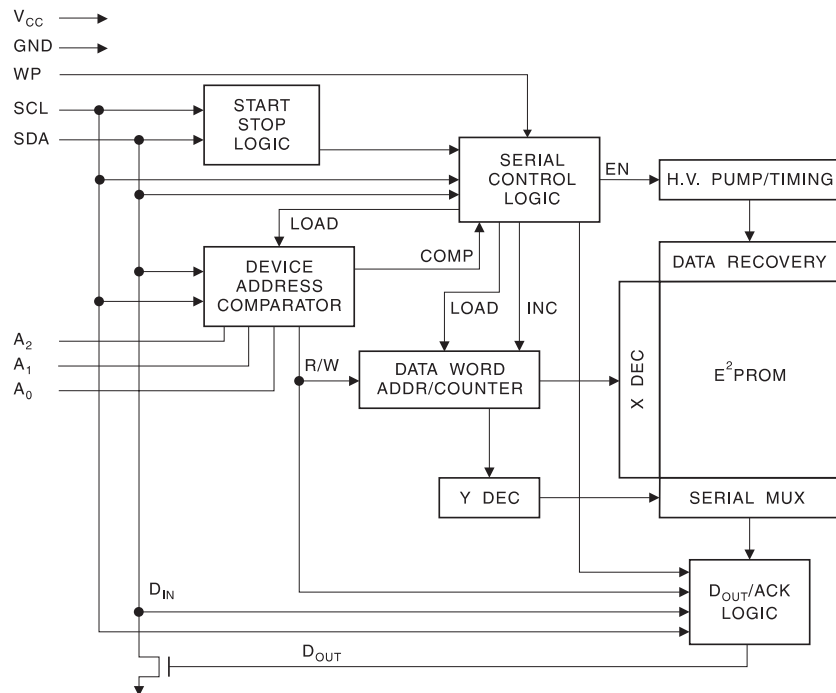 VCC
GND
WP
SCL
SDA
START
STOP
LOGIC
SERIAL
CONTROL
LOGIC
EN
H.V. PUMP/TIMING
LOAD
COMP
DEVICE
ADDRESS
COMPARATOR
LOAD
INC
DATA RECOVERY
A2
A1
A0
R/W
DATA WORD
ADDR/COUNTER
X DEC
E²PROM
Y DEC
SERIAL MUX
DIN
DOUT/ACK
LOGIC
DOUT